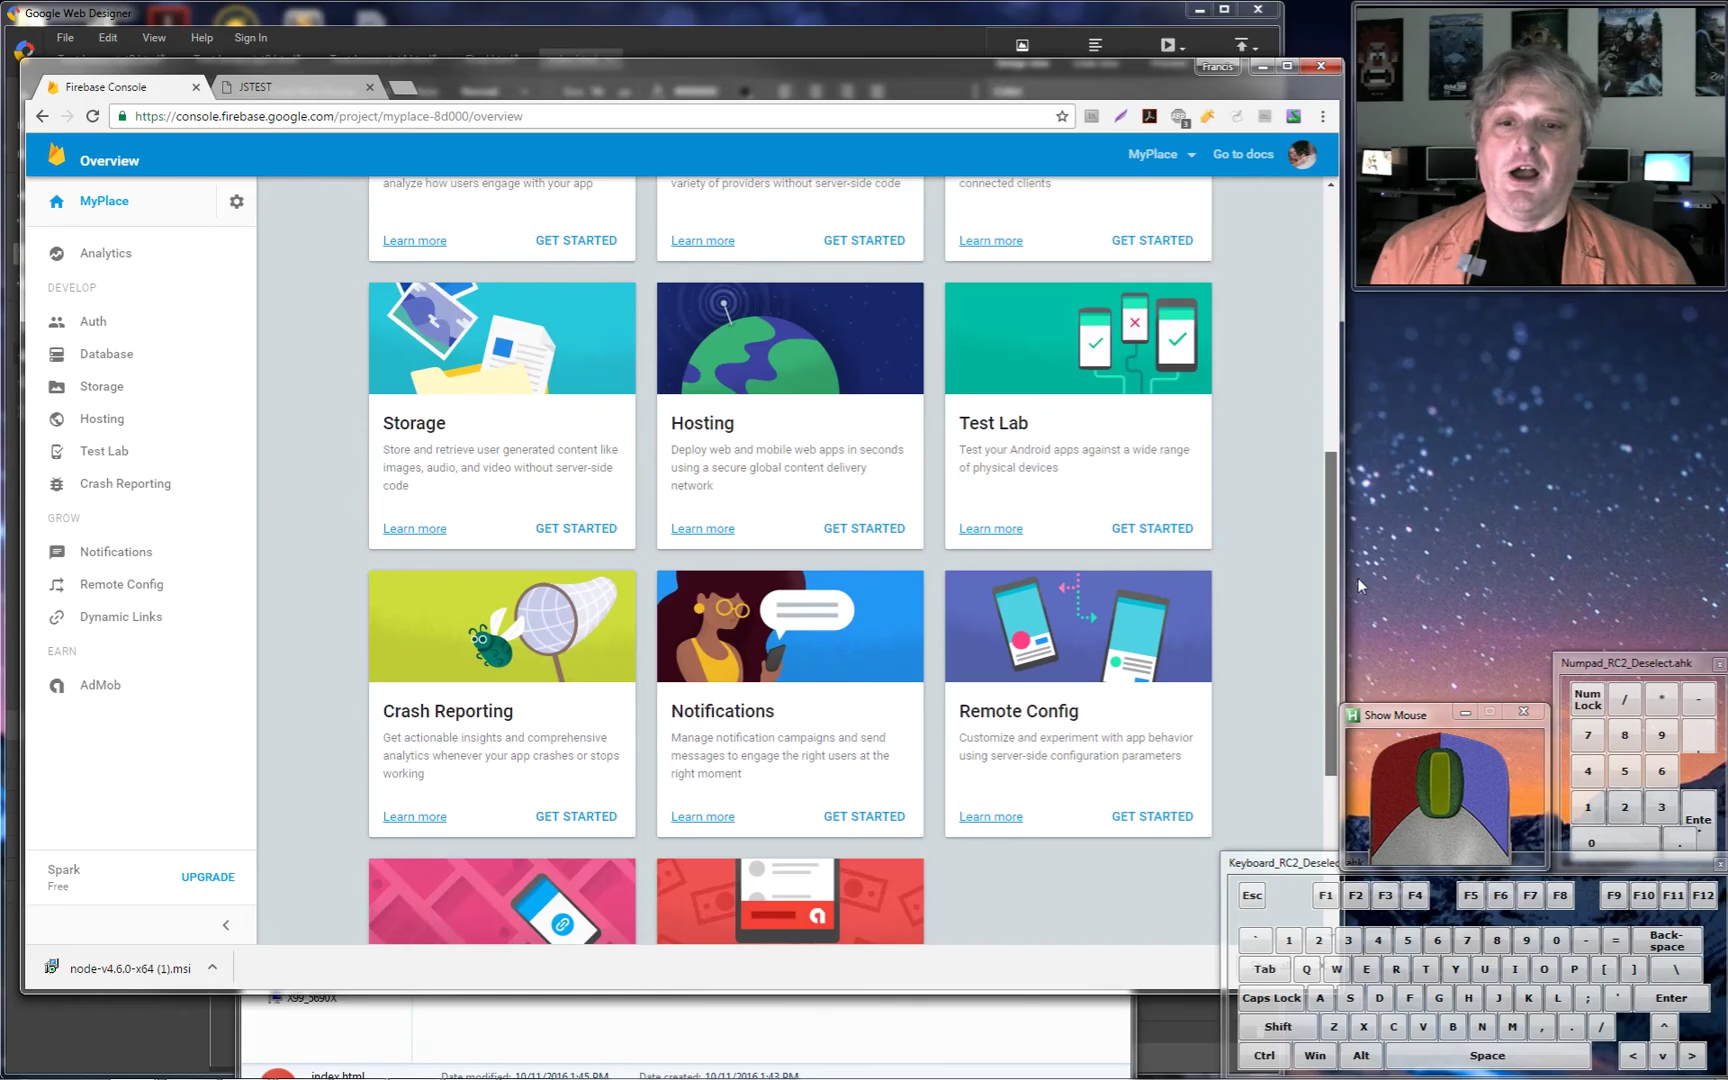 Google Web Designer
File Edit View Help Sign In
Firebase Console
JSTEST
Francis
https://console.firebase.google.com/project/myplace-8d000/overview
3
Overview
MyPlace
Go to docs
MyPlace
Analytics
DEVELOP
Auth
Database
Storage
Hosting
Test Lab
Crash Reporting
GROW
Notifications
Remote Config
Dynamic Links
EARN
AdMob
Spark
Free
UPGRADE
analyze how users engage with your app
Learn more GET STARTED
variety of providers without server-side code
Learn more GET STARTED
connected clients
Learn more GET STARTED
Storage
Store and retrieve user generated content like
images, audio, and video without server-side
code
Learn more GET STARTED
Hosting
Deploy web and mobile web apps in seconds
using a secure global content delivery
network
Learn more GET STARTED
Test Lab
Test your Android apps against a wide range
of physical devices
Learn more GET STARTED
Crash Reporting
Get actionable insights and comprehensive
analytics whenever your app crashes or stops
working
Learn more GET STARTED
Notifications
Manage notification campaigns and send
messages to engage the right users at the
right moment
Learn more GET STARTED
Remote Config
Customize and experiment with app behavior
using server-side configuration parameters
Learn more GET STARTED
node-v4.6.0-x64 (1).msi
X99_5690X
index.html
Date modified: 10/11/2016 1:45 PM
Date created: 10/11/2016 1:43 PM
Numpad_RC2_Deselect.ahk
Num
Lock / * -
7 8 9
4 5 6
1 2 3
Ente
0 .
H Show Mouse
Keyboard_RC2_Deselect.ahk
Esc F1 F2 F3 F4 F5 F6 F7 F8 F9 F10 F11 F12
` 1 2 3 4 5 6 7 8 9 0 - = Back-
space
Tab Q W E R T Y U I O P [ ] \
Caps Lock A S D F G H J K L ; ' Enter
Shift Z X C V B N M , . / ^
Ctrl Win Alt Space < v >